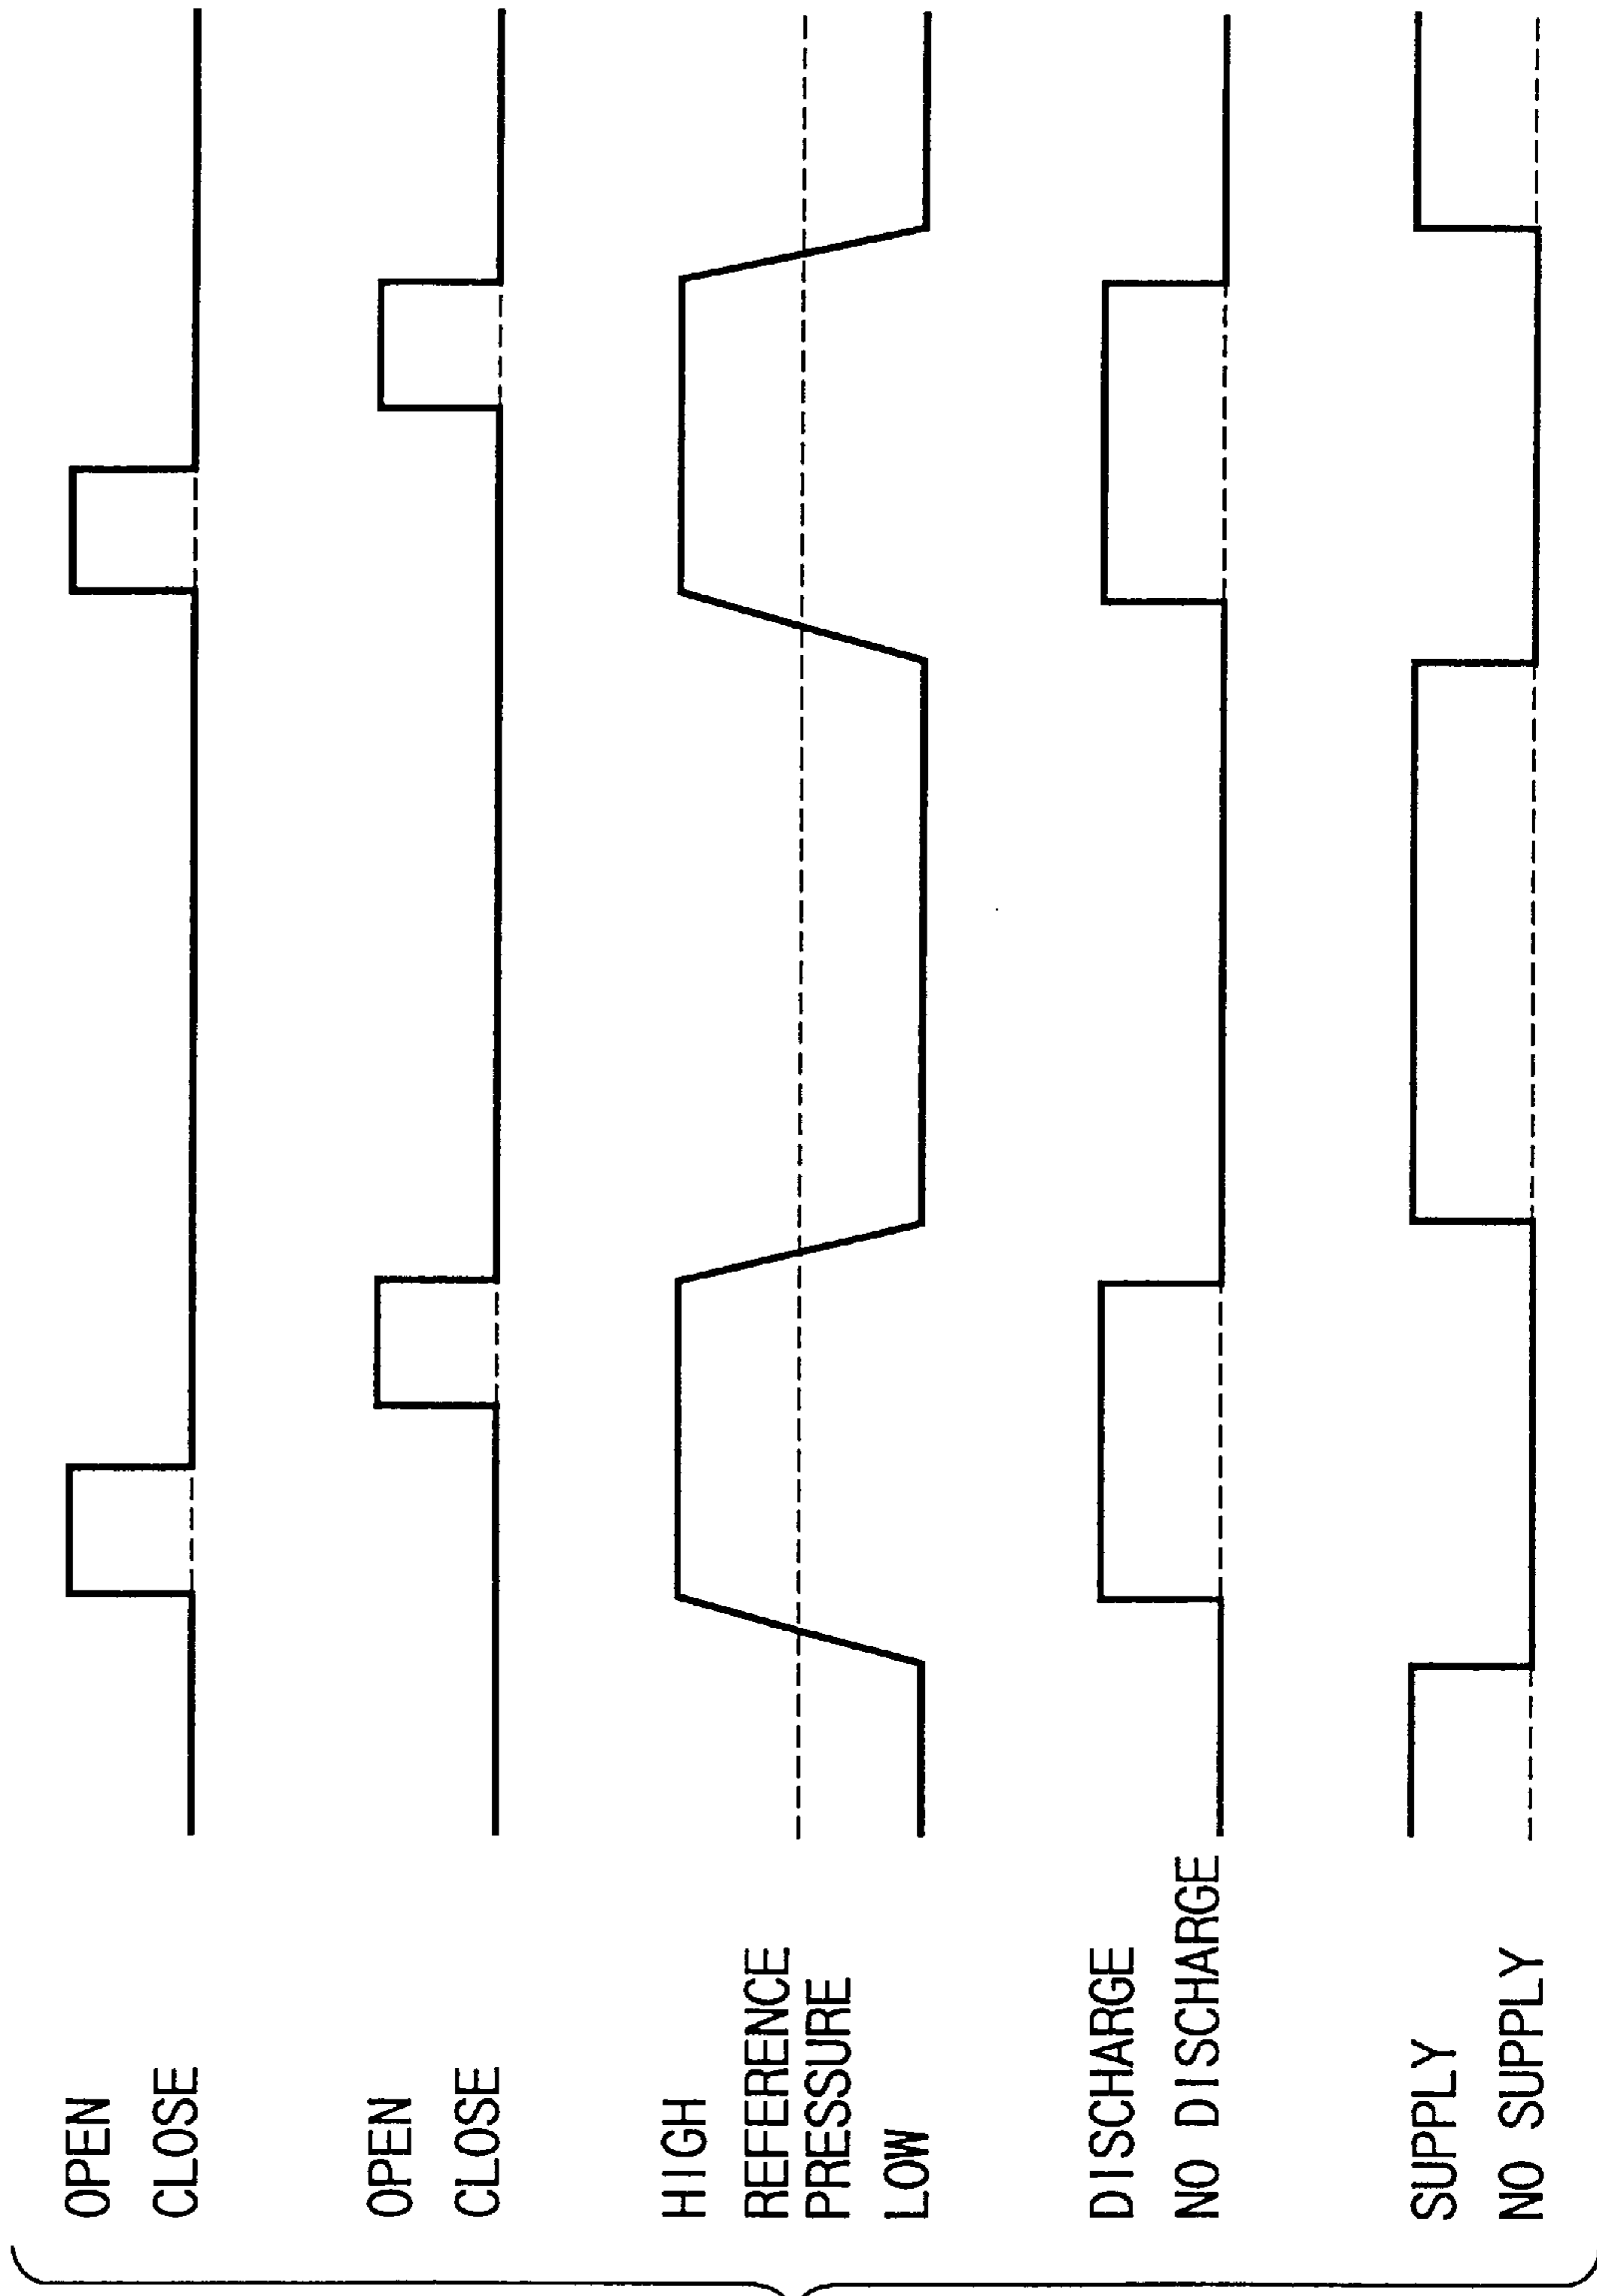 OPEN
CLOSE
OPEN
CLOSE
HIGH
REFERENCE
PRESSURE
LOW
DISCHARGE
NO DISCHARGE
SUPPLY
NO SUPPLY